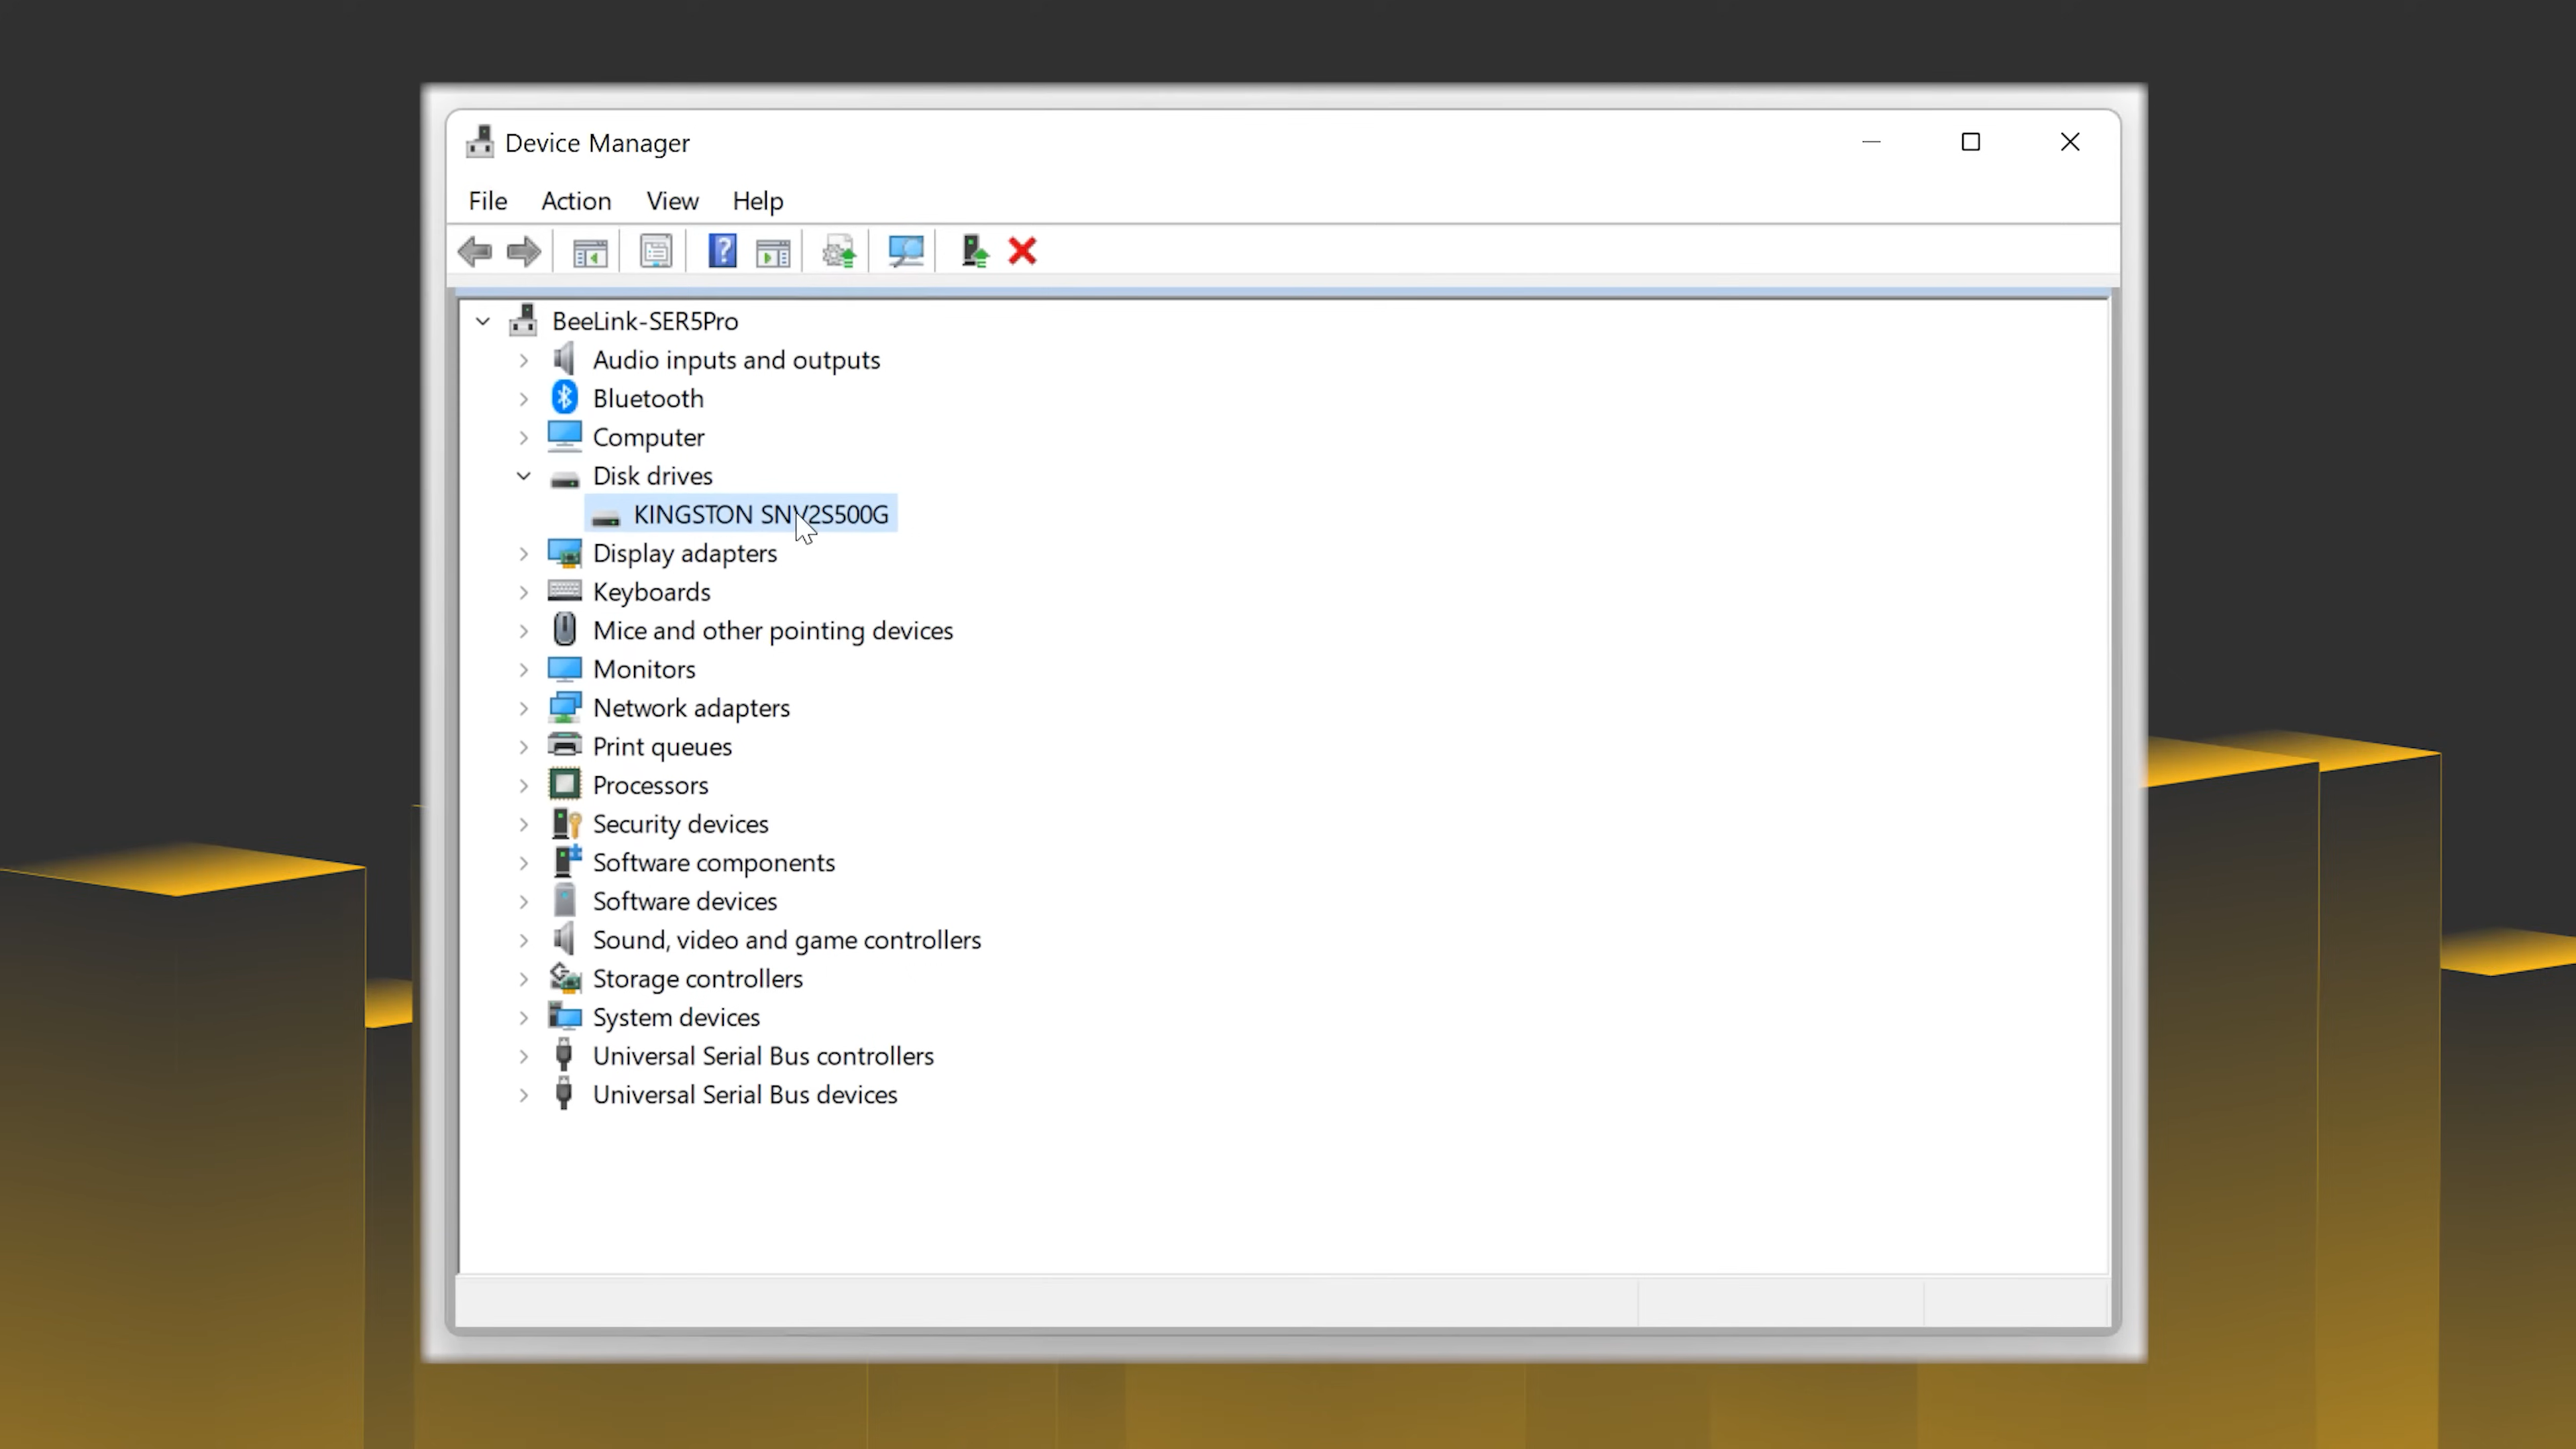 Device Manager
File Action View Help
BeeLink-SER5Pro
Audio inputs and outputs
Bluetooth
Computer
Disk drives
KINGSTON SNV2S500G
Display adapters
Keyboards
Mice and other pointing devices
Monitors
Network adapters
Print queues
Processors
Security devices
Software components
Software devices
Sound, video and game controllers
Storage controllers
System devices
Universal Serial Bus controllers
Universal Serial Bus devices